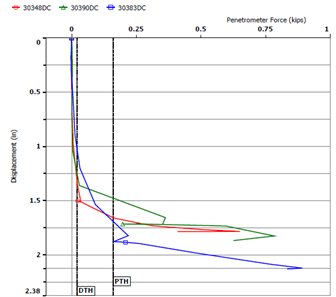 30348DC 30390DC 30383DC
Penetrometer Force (kips)
0 0.25 0.5 0.75 1
0
0.5
1
1.5
2
2.38
Displacement (in)
DTH
PTH